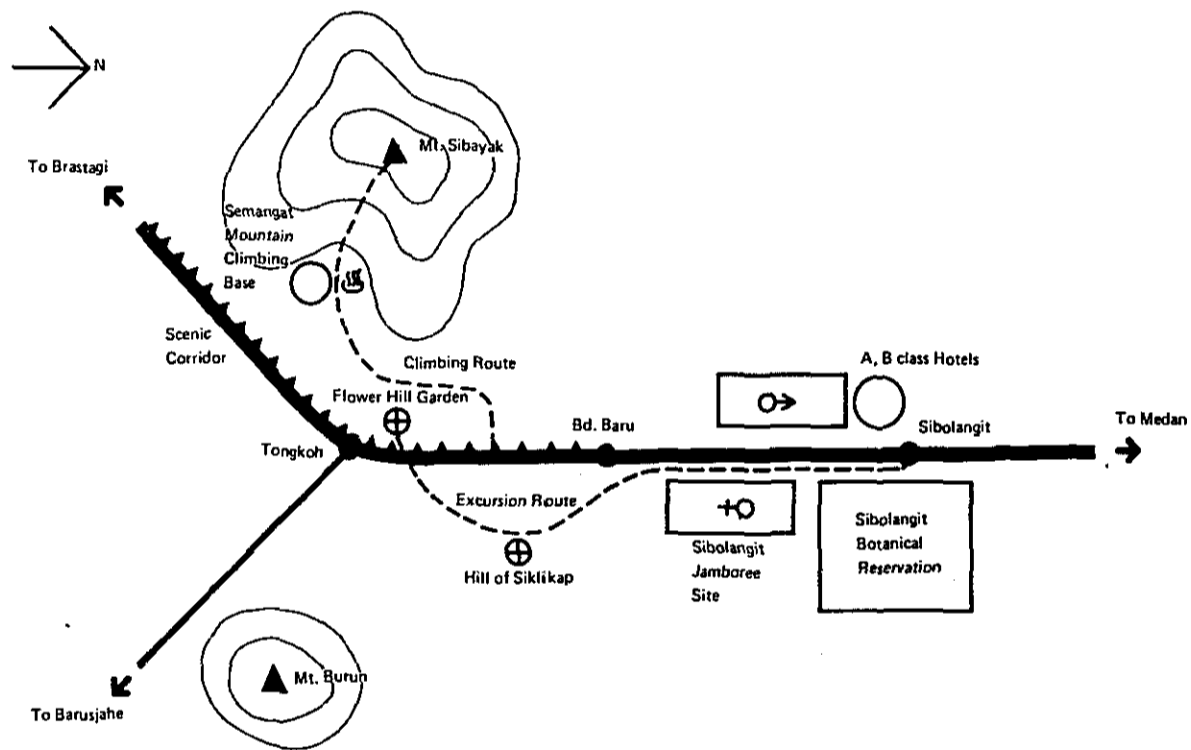 N
Mt. Sibayak
To Brastagi
Semangat
Mountain
Climbing
Base
Scenic
Corridor
Climbing Route
A, B class Hotels
Flower Hill Garden
To Medan
Bd. Baru
Sibolangit
Tongkoh
Excursion Route
Sibolangit
Botanical
Reservation
Sibolangit
Jamboree
Site
Hill of Siklikap
Mt. Burun
To Barusjahe